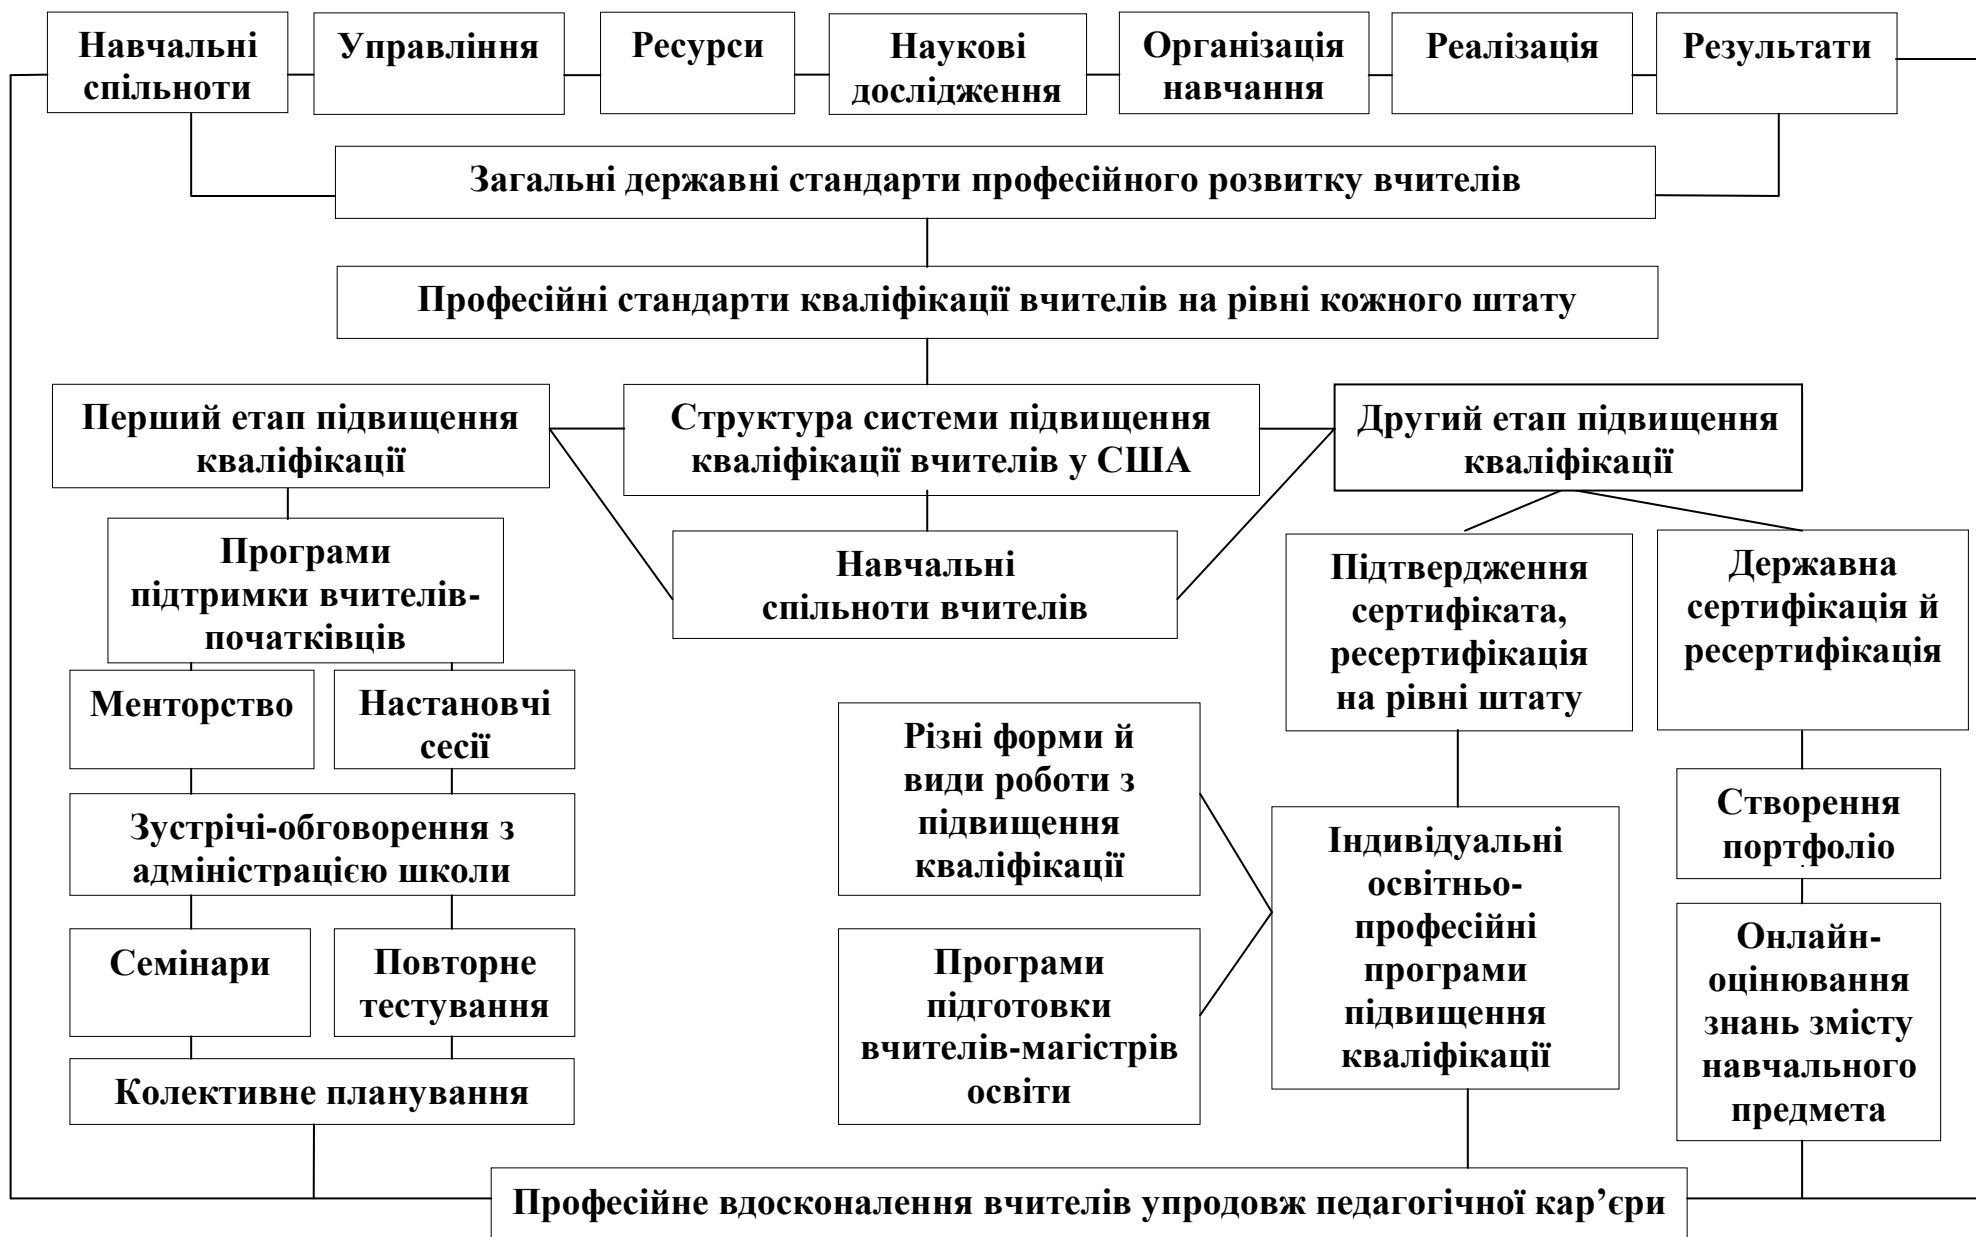 Навчальні
спільноти
Управління
Ресурси
Наукові
дослідження
Організація
навчання
Реалізація
Результати
Загальні державні стандарти професійного розвитку вчителів
Професійні стандарти кваліфікації вчителів на рівні кожного штату
Перший етап підвищення
кваліфікації
Структура системи підвищення
кваліфікації вчителів у США
Другий етап підвищення
кваліфікації
Програми
підтримки вчителів-
початківців
Навчальні
спільноти вчителів
Підтвердження
сертифіката,
ресертифікація
на рівні штату
Державна
сертифікація й
ресертифікація
Менторство
Настановчі
сесії
Різні форми й
види роботи з
підвищення
кваліфікації
Створення
портфоліо
Зустрічі-обговорення з
адміністрацією школи
Індивідуальні
освітньо-
професійні
програми
підвищення
кваліфікації
Семінари
Повторне
тестування
Програми
підготовки
вчителів-магістрів
освіти
Онлайн-
оцінювання
знань змісту
навчального
предмета
Колективне планування
Професійне вдосконалення вчителів упродовж педагогічної кар’єри